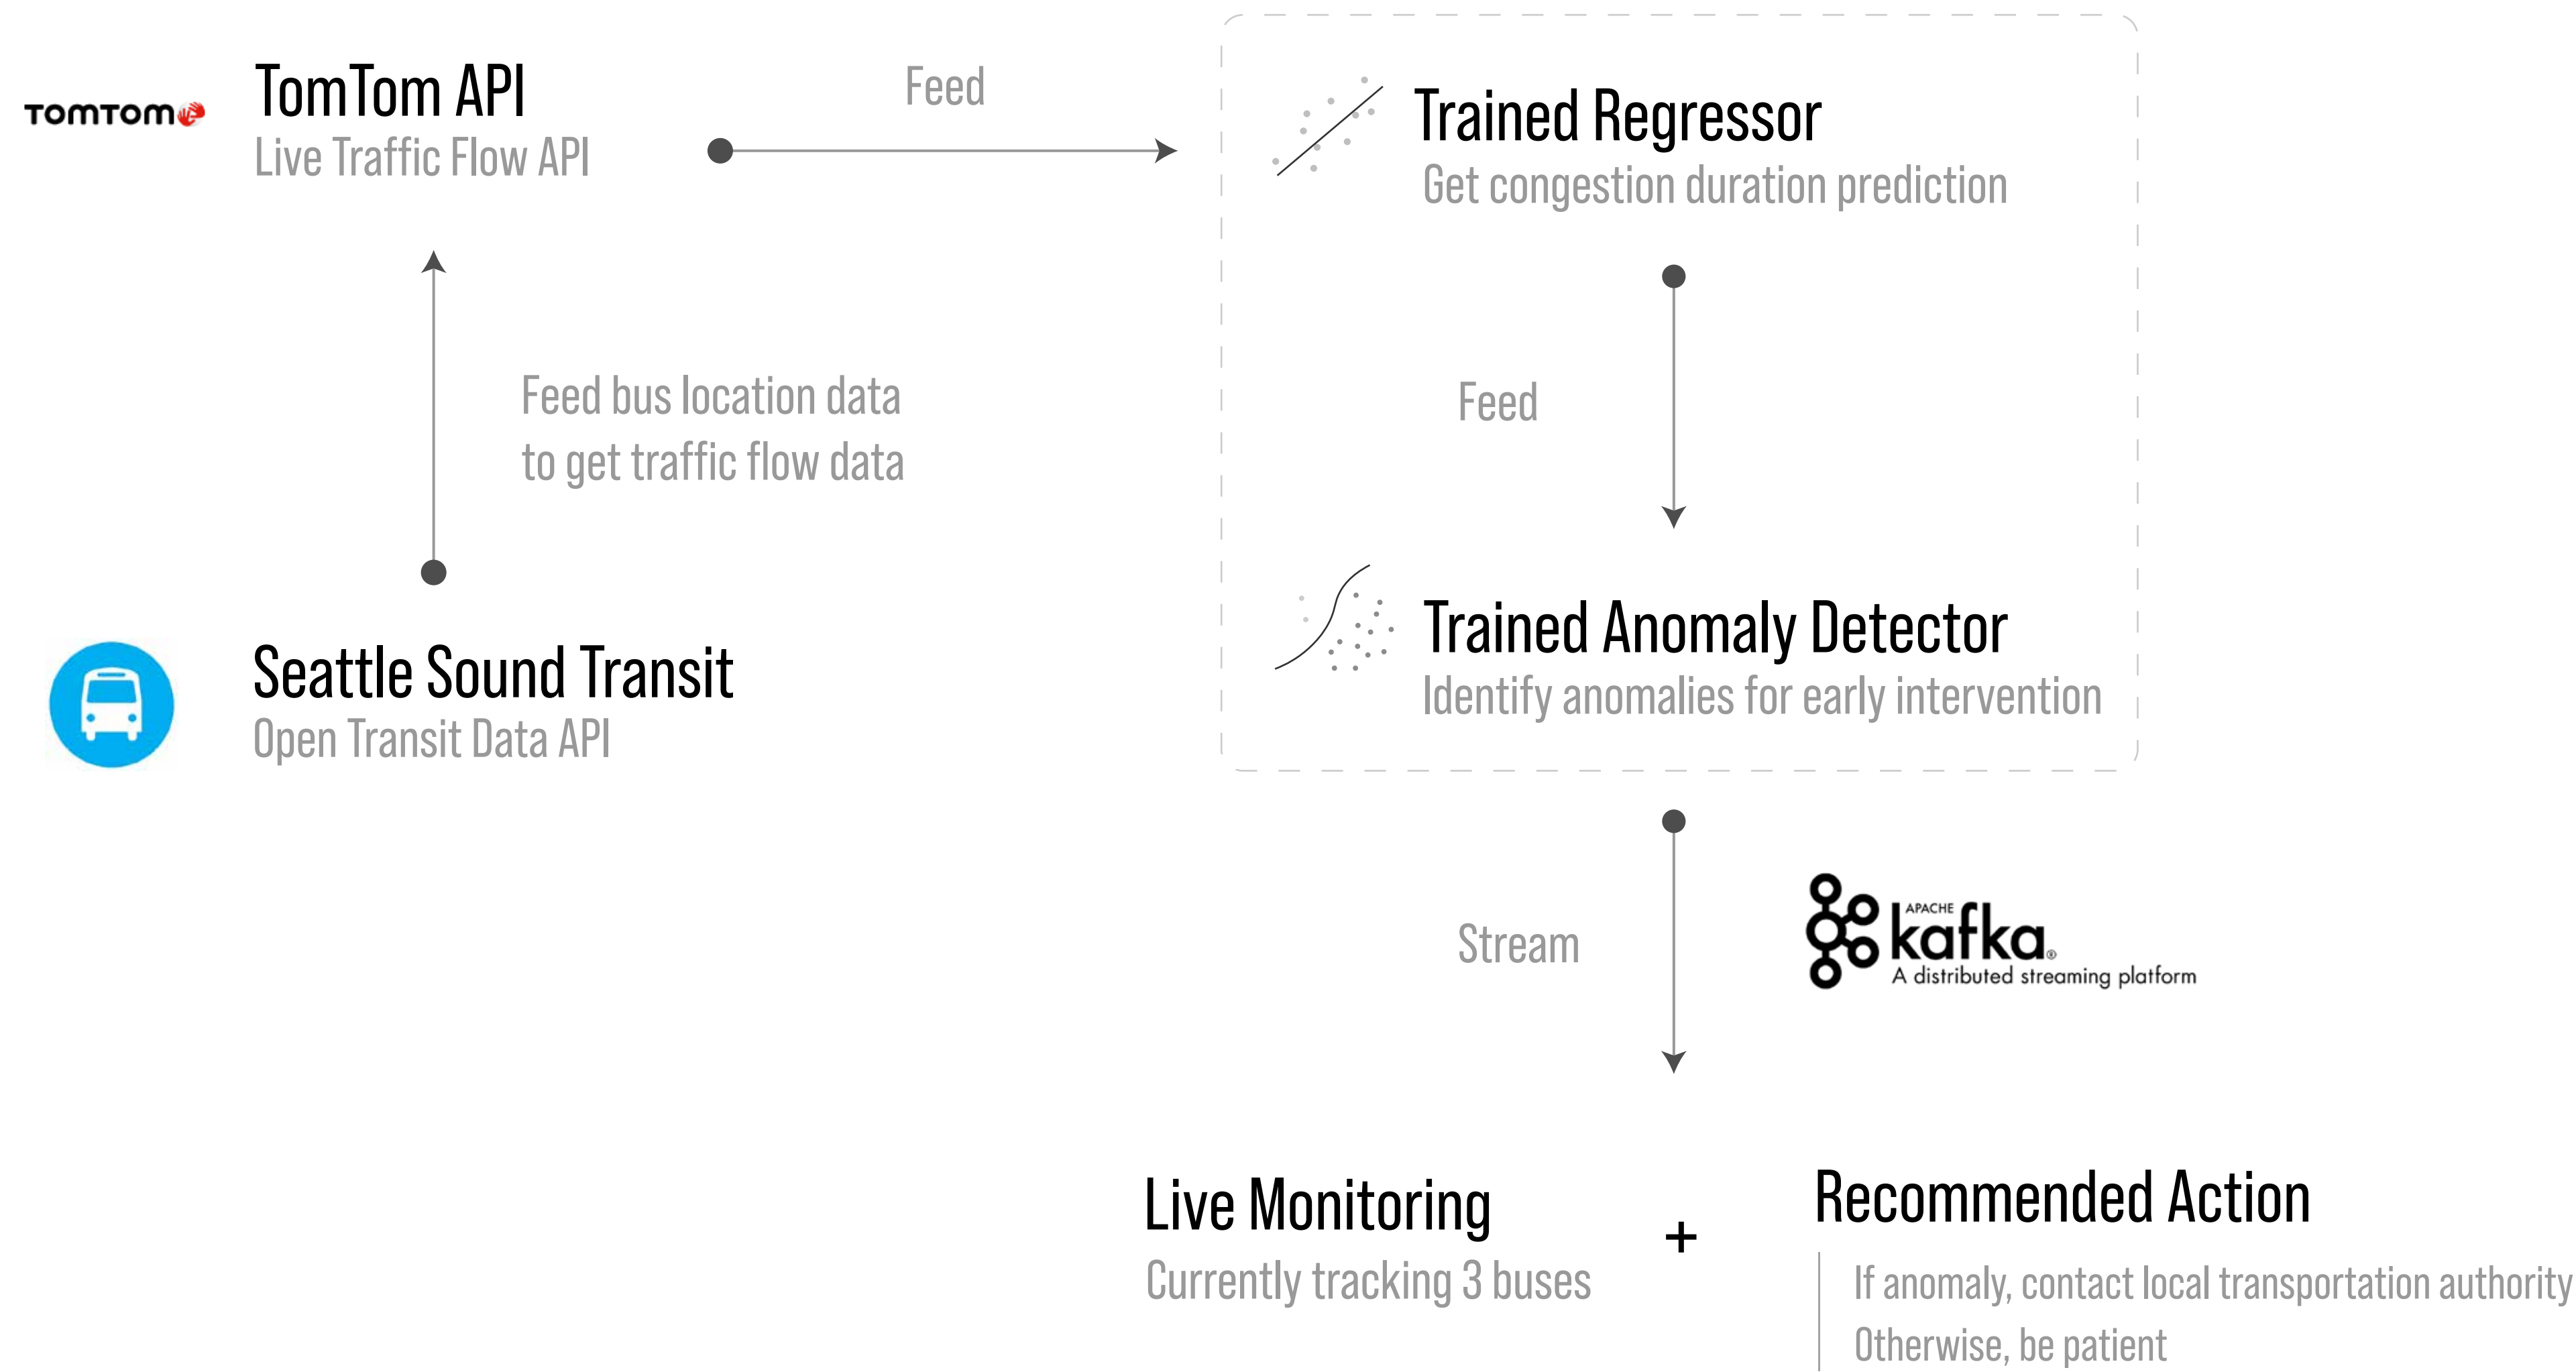 TOMTOM
TomTom API
Live Traffic Flow API
Feed
Trained Regressor
Get congestion duration prediction
Feed bus location data
to get traffic flow data
Feed
Seattle Sound Transit
Open Transit Data API
Trained Anomaly Detector
Identify anomalies for early intervention
Stream
APACHE
kafka®
A distributed streaming platform
Live Monitoring
Currently tracking 3 buses
+
Recommended Action
If anomaly, contact local transportation authority
Otherwise, be patient